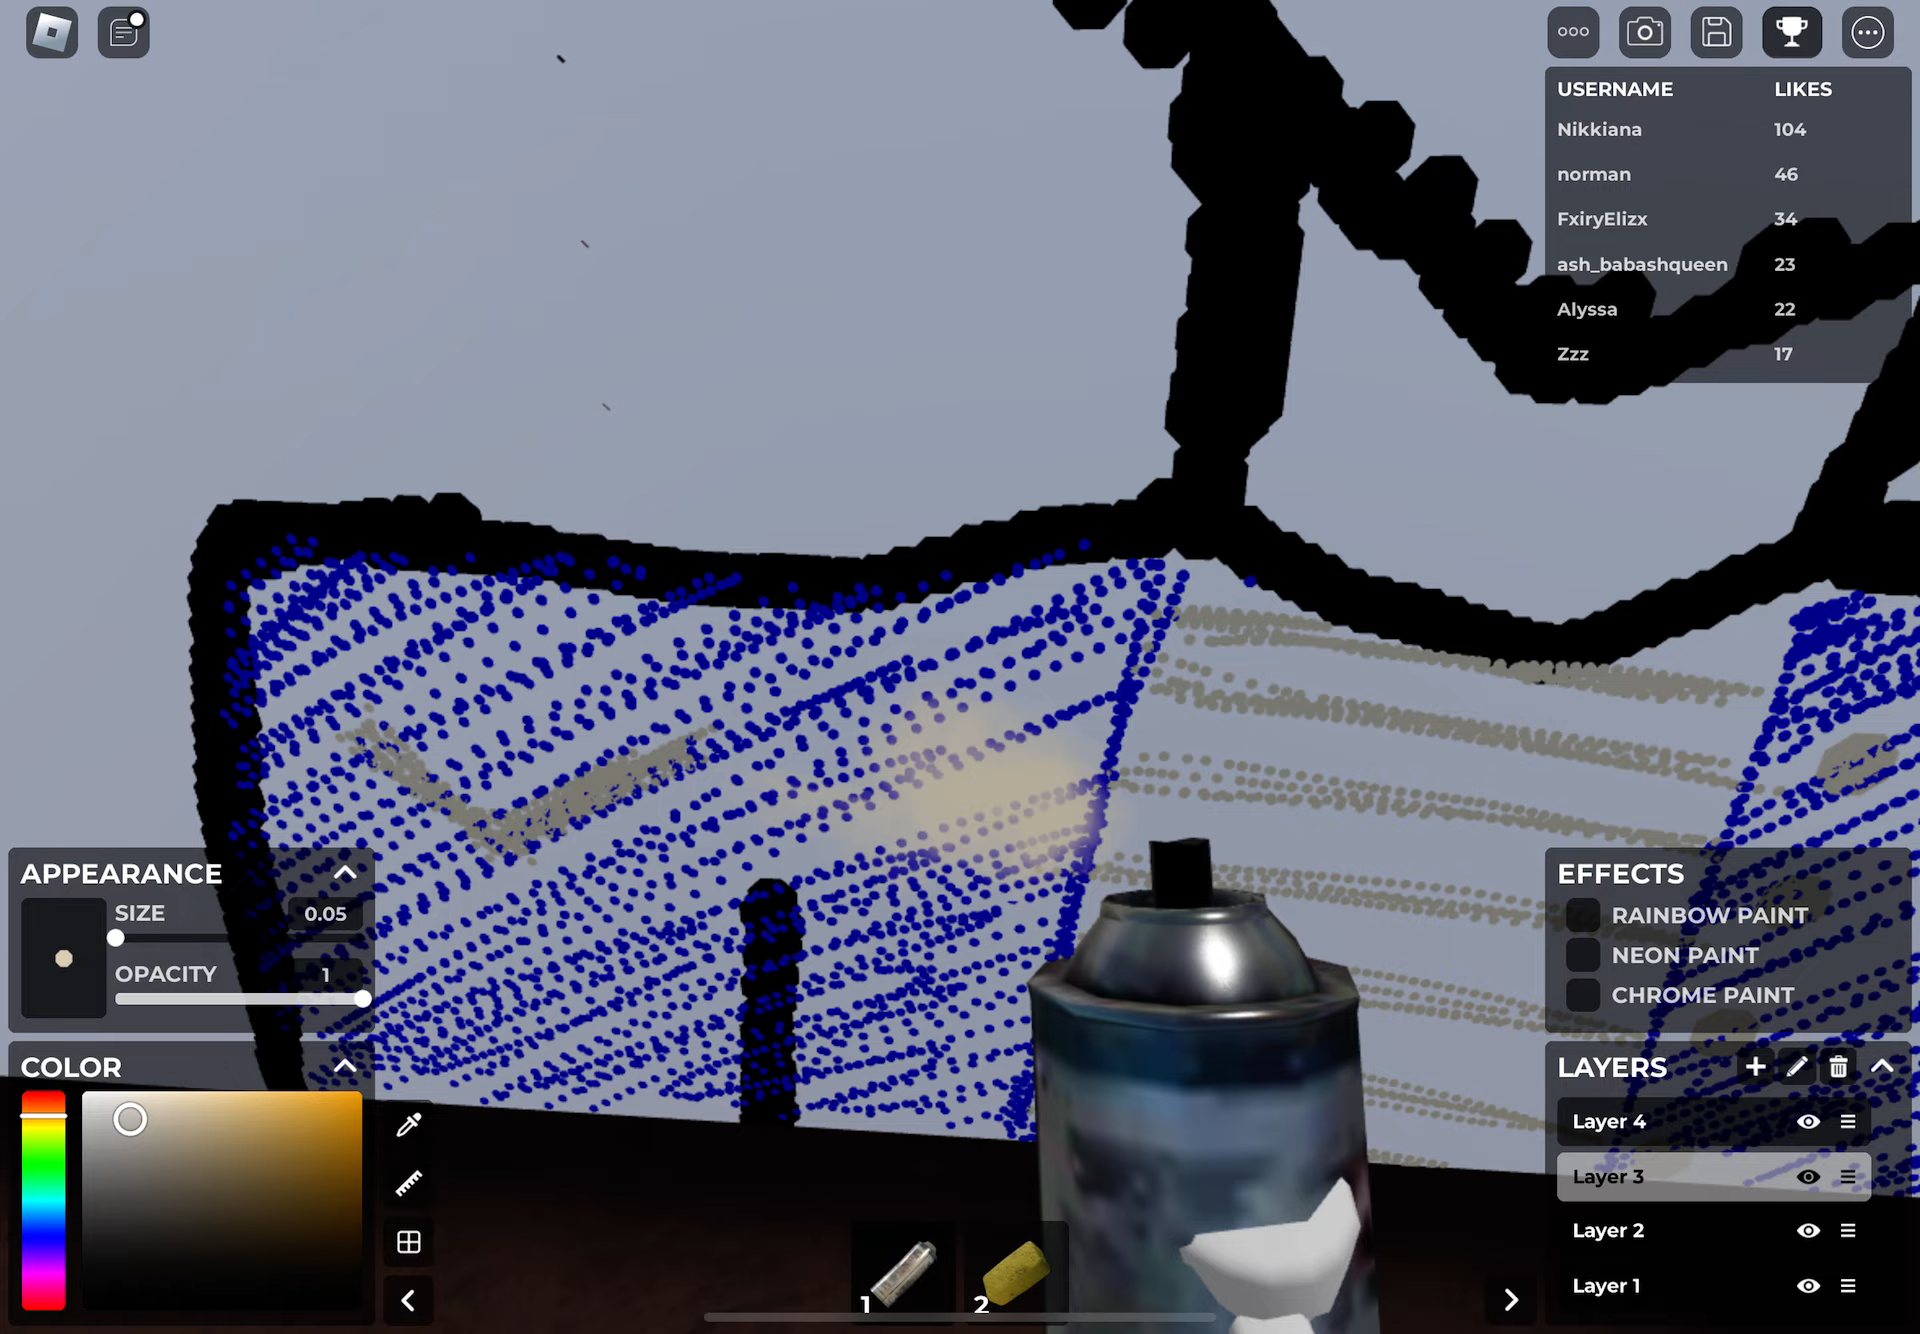 USERNAME LIKES
Nikkiana 104
norman 46
FxiryElizx 34
ash_babashqueen 23
Alyssa 22
Zzz 17
APPEARANCE
SIZE 0.05
OPACITY 1
COLOR
EFFECTS
RAINBOW PAINT
NEON PAINT
CHROME PAINT
LAYERS
Layer 4
Layer 3
Layer 2
Layer 1
1 2